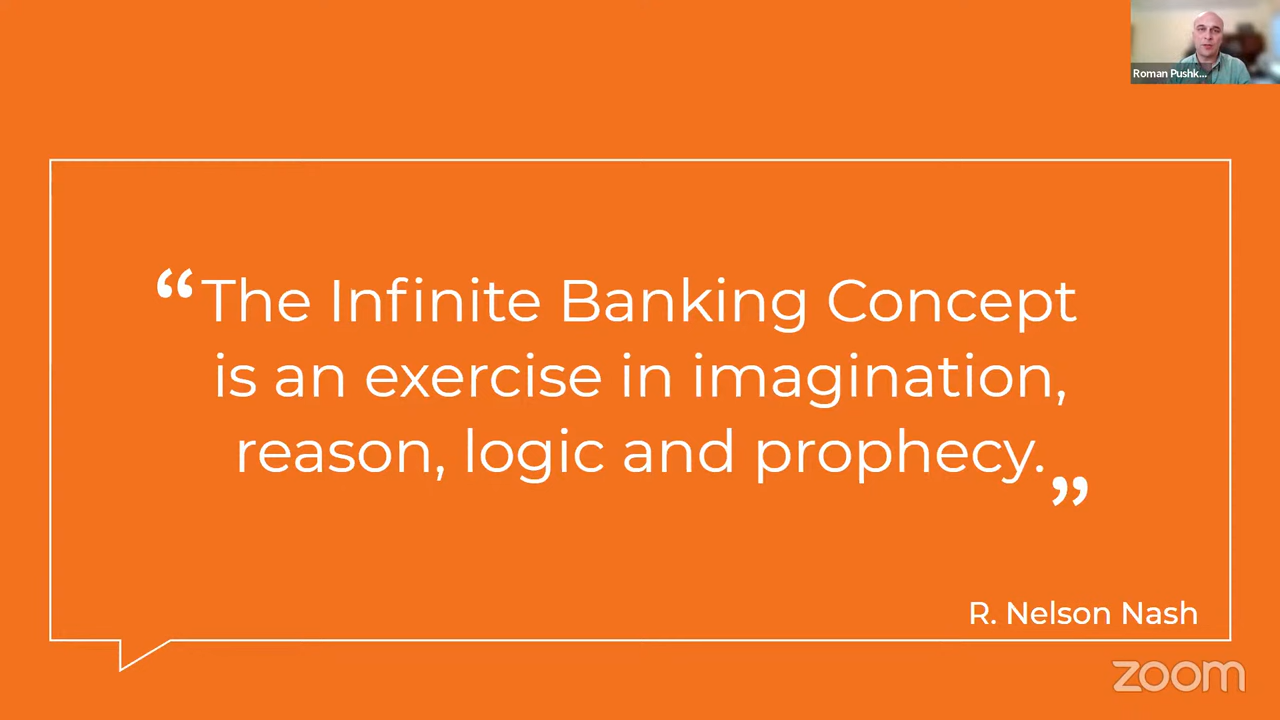 Roman Pushk...
“The Infinite Banking Concept
is an exercise in imagination,
reason, logic and prophecy.”
R. Nelson Nash
zoom